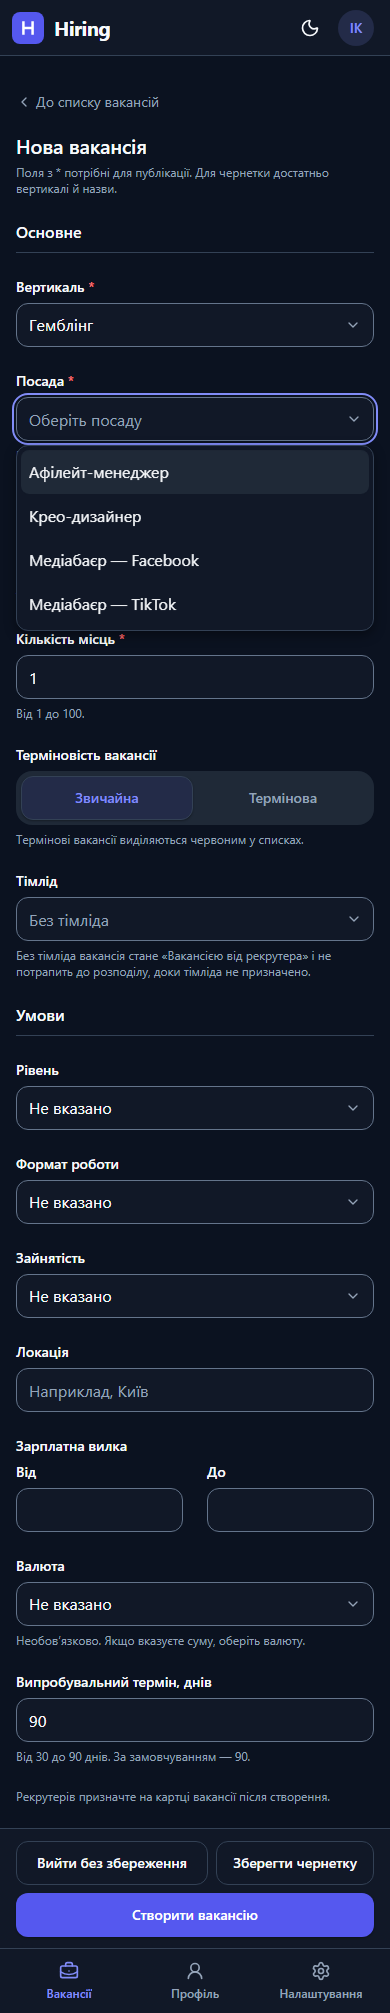 H Hiring
ІК
До списку вакансій
Нова вакансія
Поля з * потрібні для публікації. Для чернетки достатньо
вертикалі й назви.
Основне
Вертикаль *
Гемблінг
Посада *
Оберіть посаду
Афілейт-менеджер
Крео-дизайнер
Медіабаєр — Facebook
Медіабаєр — TikTok
Кількість місць *
1
Від 1 до 100.
Терміновість вакансії
Звичайна
Термінова
Термінові вакансії виділяються червоним у списках.
Тімлід
Без тімліда
Без тімліда вакансія стане «Вакансією від рекрутера» і не
потрапить до розподілу, доки тімліда не призначено.
Умови
Рівень
Не вказано
Формат роботи
Не вказано
Зайнятість
Не вказано
Локація
Наприклад, Київ
Зарплатна вилка
Від
До
Валюта
Не вказано
Необов’язково. Якщо вказуєте суму, оберіть валюту.
Випробувальний термін, днів
90
Від 30 до 90 днів. За замовчуванням — 90.
Рекрутерів призначте на картці вакансії після створення.
Вийти без збереження
Зберегти чернетку
Створити вакансію
Вакансії
Профіль
Налаштування